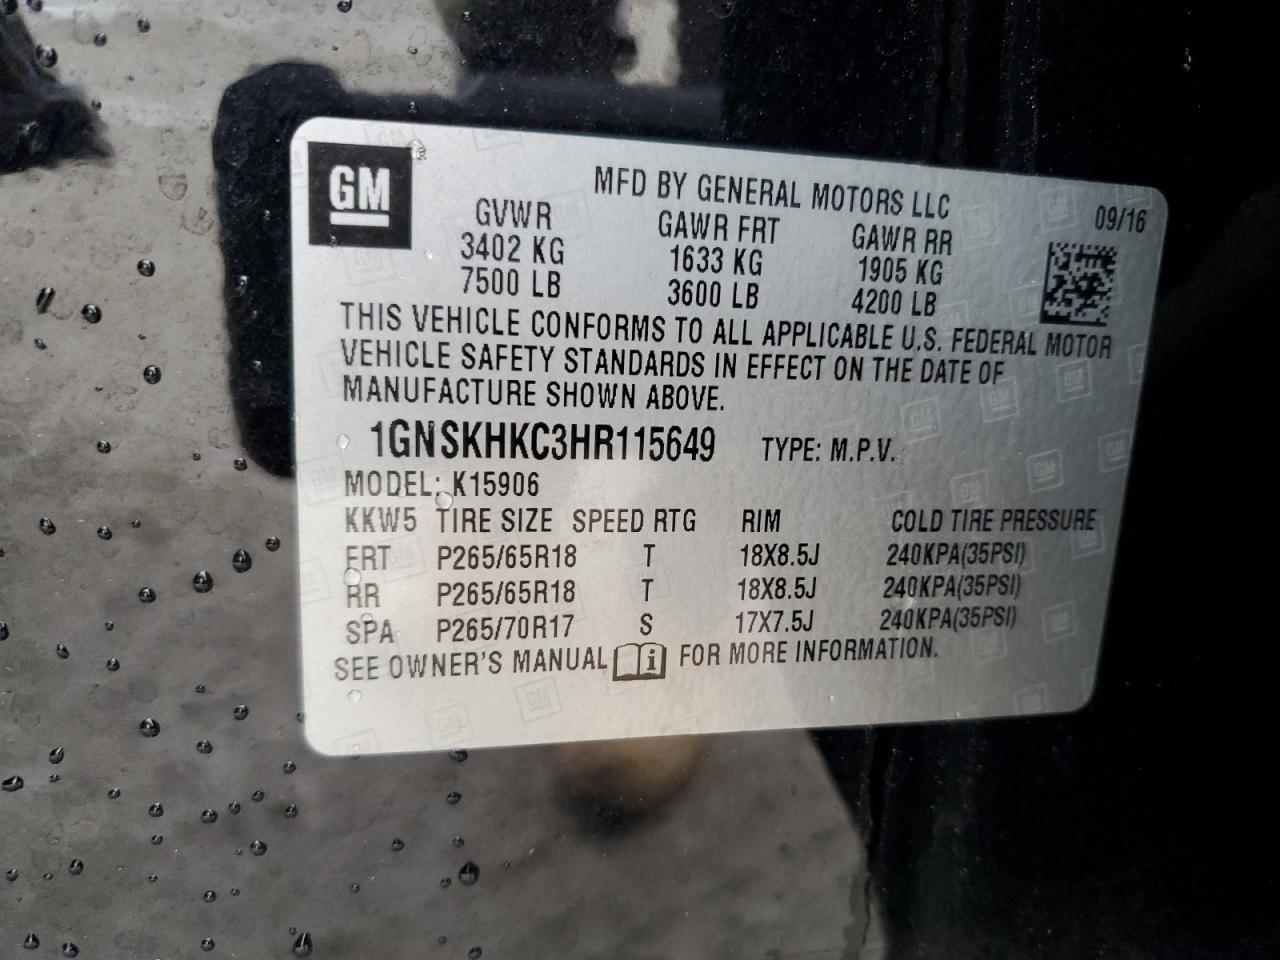 GM
MFD BY GENERAL MOTORS LLC
09/16
GVWR GAWR FRT GAWR RR
3402 KG 1633 KG 1905 KG
7500 LB 3600 LB 4200 LB
THIS VEHICLE CONFORMS TO ALL APPLICABLE U.S. FEDERAL MOTOR
VEHICLE SAFETY STANDARDS IN EFFECT ON THE DATE OF
MANUFACTURE SHOWN ABOVE.
1GNSKHKC3HR115649 TYPE: M.P.V.
MODEL: K15906
KKW5 TIRE SIZE SPEED RTG RIM COLD TIRE PRESSURE
FRT P265/65R18 T 18X8.5J 240KPA(35PSI)
RR P265/65R18 T 18X8.5J 240KPA(35PSI)
SPA P265/70R17 S 17X7.5J 240KPA(35PSI)
SEE OWNER'S MANUAL i FOR MORE INFORMATION.